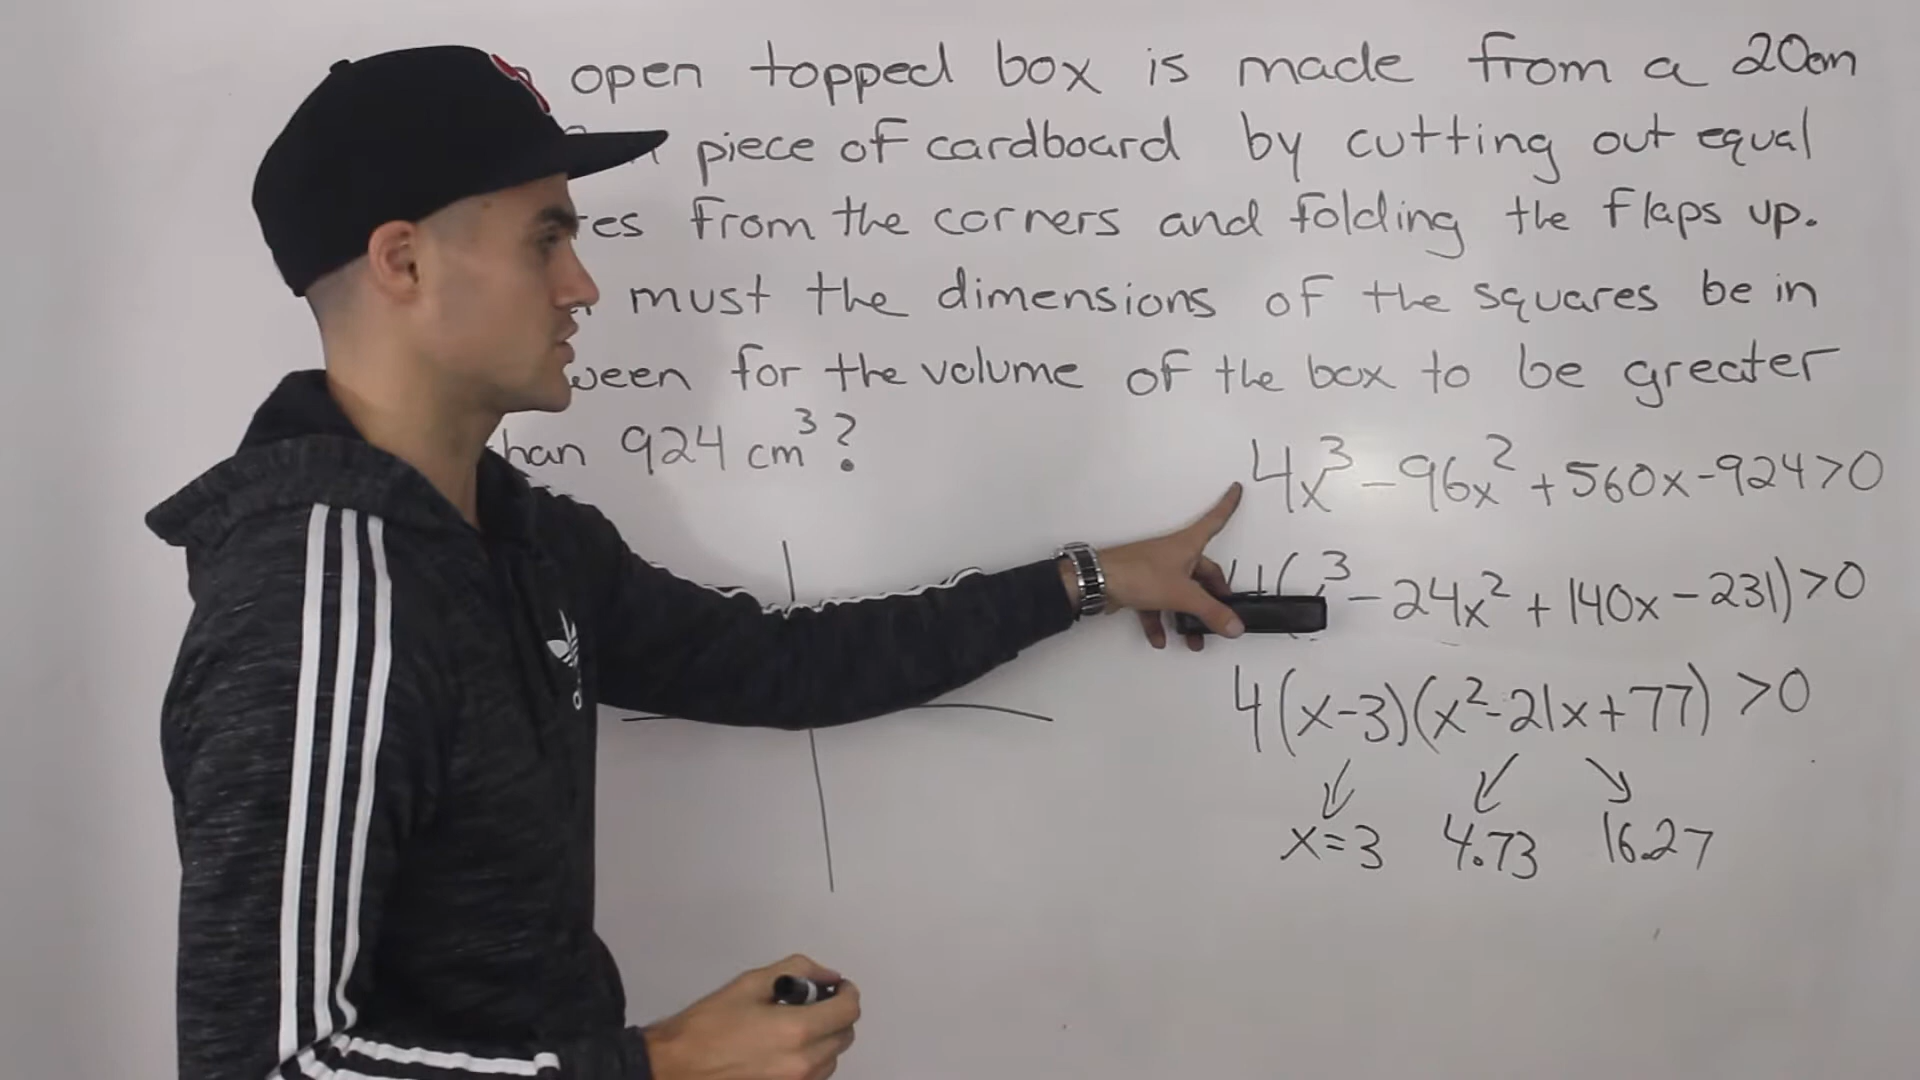 open topped box is made from a 20cm
piece of cardboard by cutting out equal
from the corners and folding the flaps up.
must the dimensions of the squares be in
for the volume of the box to be greater
924 cm³?
4x³ - 96x² + 560x - 924 > 0
³ - 24x² + 140x - 231) > 0
4(x-3)(x² - 21x + 77) > 0
x=3 4.73 16.27